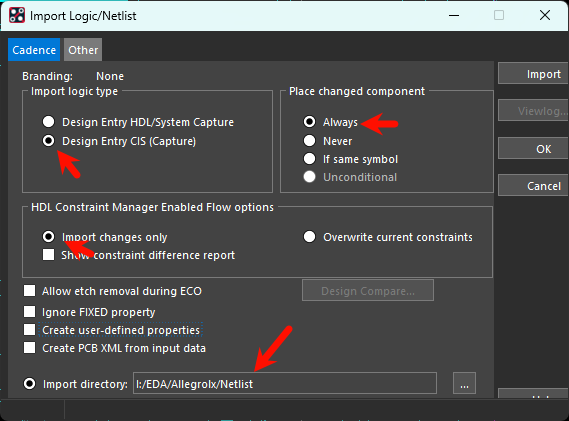 Import Logic/Netlist
Cadence
Other
Branding: None
Import logic type
Design Entry HDL/System Capture
Design Entry CIS (Capture)
Place changed component
Always
Never
If same symbol
Unconditional
Import
Viewlog...
OK
Cancel
HDL Constraint Manager Enabled Flow options
Import changes only
Overwrite current constraints
Show constraint difference report
Allow etch removal during ECO
Design Compare...
Ignore FIXED property
Create user-defined properties
Create PCB XML from input data
Import directory: I:/EDA/AllegroIx/Netlist
...